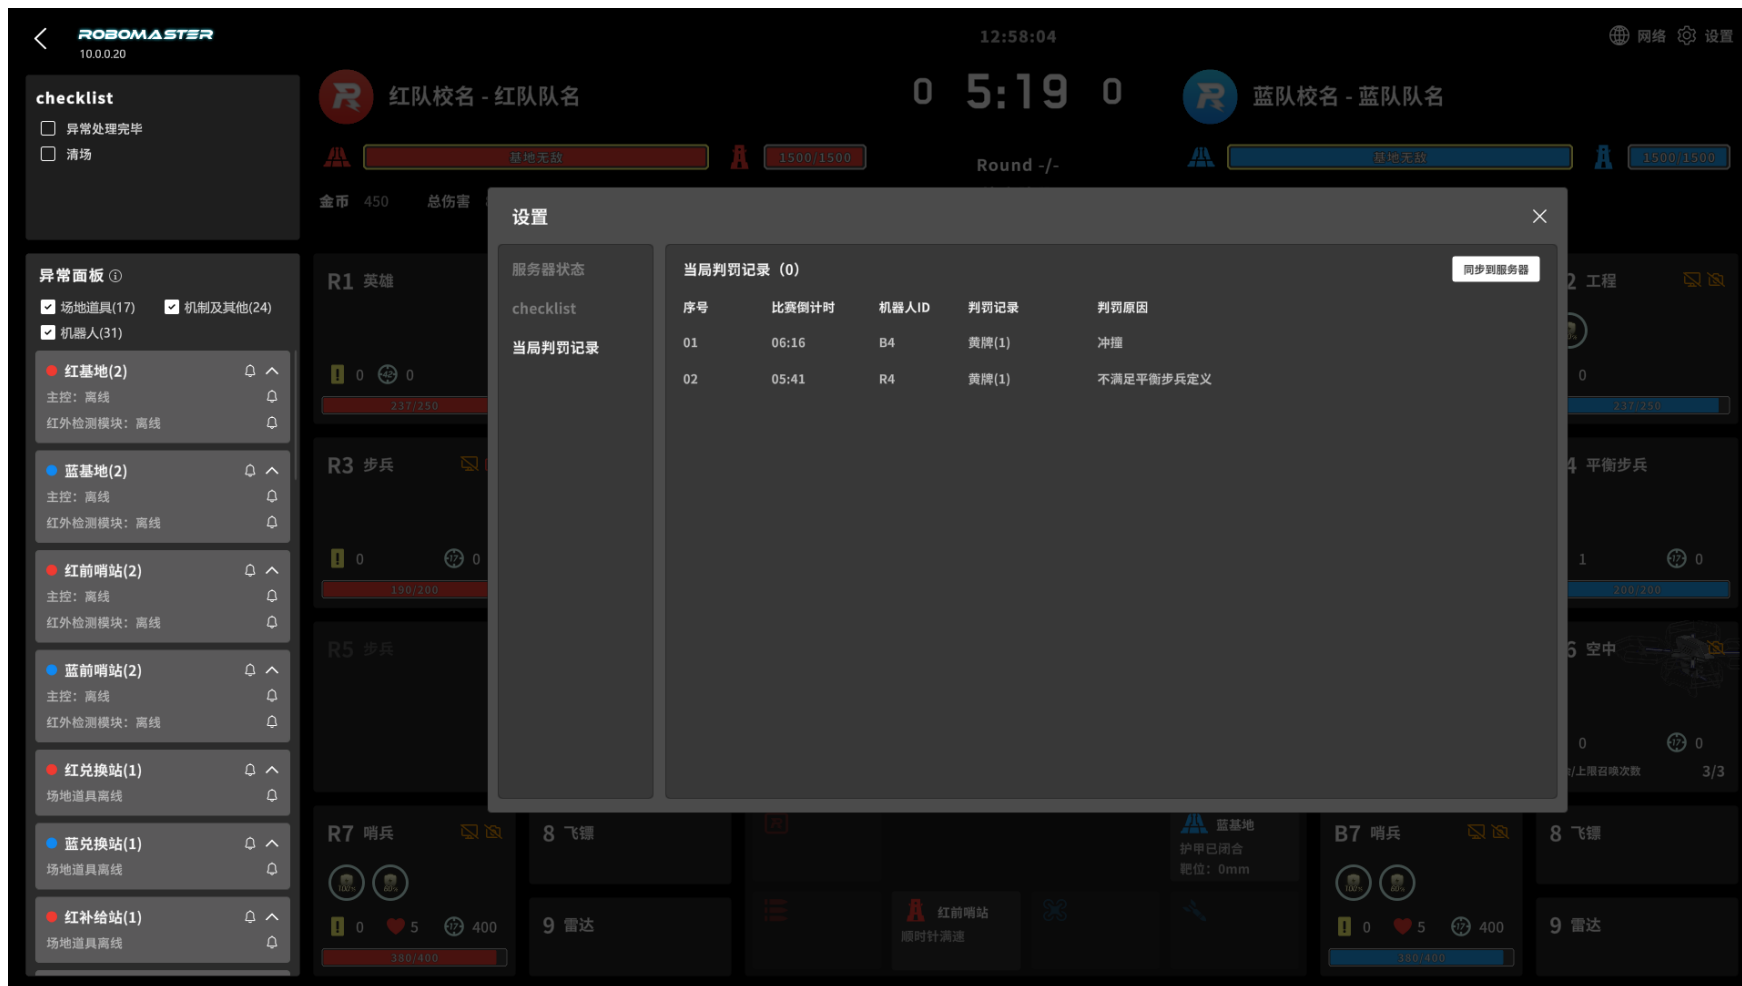 ROBOMASTER
10.0.0.20
12:58:04
网络
设置
checklist
异常处理完毕
清场
红队校名 - 红队队名
0
5:19
0
蓝队校名 - 蓝队队名
基地无敌
1500/1500
Round -/-
基地无敌
1500/1500
金币 450
总伤害
异常面板
场地道具(17)
机制及其他(24)
机器人(31)
红基地(2)
主控：离线
红外检测模块：离线
蓝基地(2)
主控：离线
红外检测模块：离线
红前哨站(2)
主控：离线
红外检测模块：离线
蓝前哨站(2)
主控：离线
红外检测模块：离线
红兑换站(1)
场地道具离线
蓝兑换站(1)
场地道具离线
红补给站(1)
场地道具离线
设置
服务器状态
checklist
当局判罚记录
当局判罚记录（0）
同步到服务器
序号 比赛倒计时 机器人ID 判罚记录 判罚原因
01 06:16 B4 黄牌(1) 冲撞
02 05:41 R4 黄牌(1) 不满足平衡步兵定义
R1 英雄
0 42 0
237/250
R3 步兵
0 17 0
190/200
R5 步兵
R7 哨兵
100% 60%
0 5 17 400
380/400
8 飞镖
9 雷达
红前哨站
顺时针满速
蓝基地
护甲已闭合
靶位：0mm
2 工程
0
237/250
4 平衡步兵
1 17 0
200/200
6 空中
0 17 0
/上限召唤次数 3/3
B7 哨兵
100% 60%
0 5 17 400
380/400
8 飞镖
9 雷达